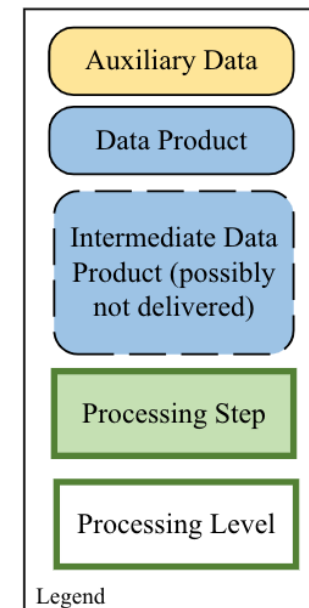 Auxiliary Data
Data Product
Intermediate Data
Product (possibly
not delivered)
Processing Step
Processing Level
Legend